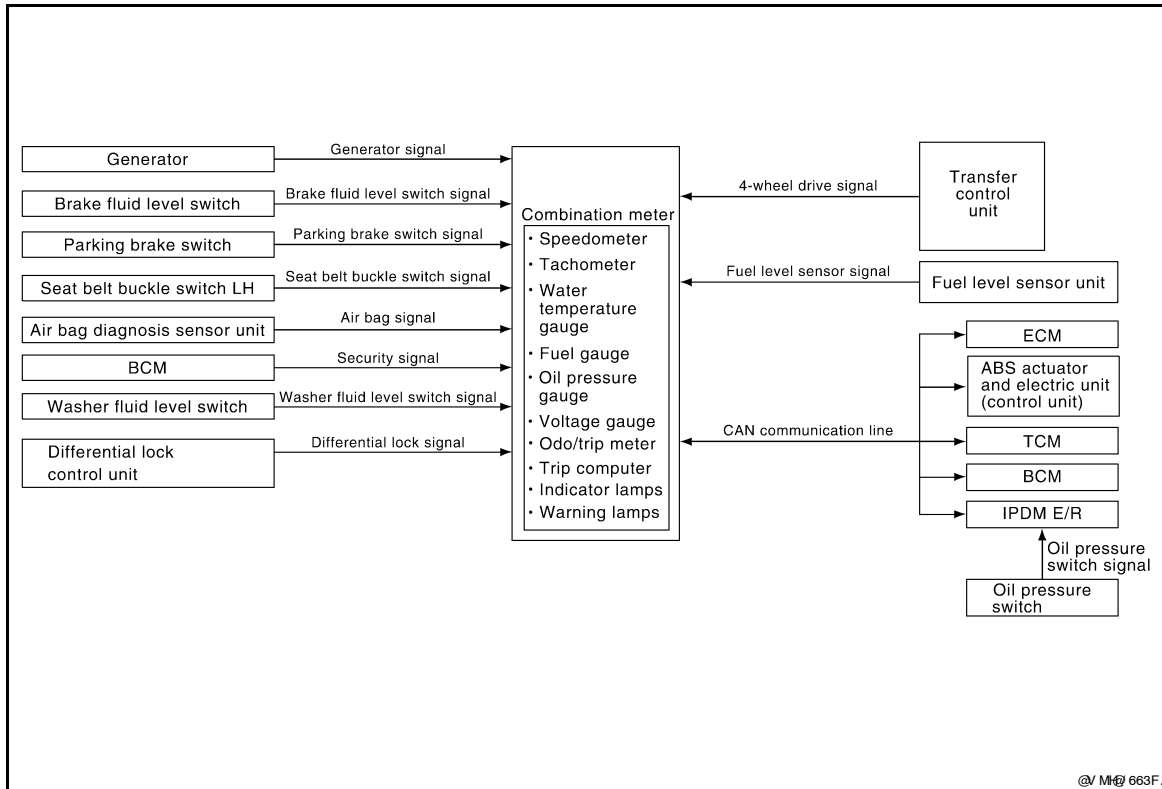 Generator
Generator signal
Brake fluid level switch
Brake fluid level switch signal
Parking brake switch
Parking brake switch signal
Seat belt buckle switch LH
Seat belt buckle switch signal
Air bag diagnosis sensor unit
Air bag signal
BCM
Security signal
Washer fluid level switch
Washer fluid level switch signal
Differential lock
control unit
Differential lock signal
Combination meter
· Speedometer
· Tachometer
· Water
temperature
gauge
· Fuel gauge
· Oil pressure
gauge
· Voltage gauge
· Odo/trip meter
· Trip computer
· Indicator lamps
· Warning lamps
4-wheel drive signal
Transfer
control
unit
Fuel level sensor signal
Fuel level sensor unit
CAN communication line
ECM
ABS actuator
and electric unit
(control unit)
TCM
BCM
IPDM E/R
Oil pressure
switch signal
Oil pressure
switch